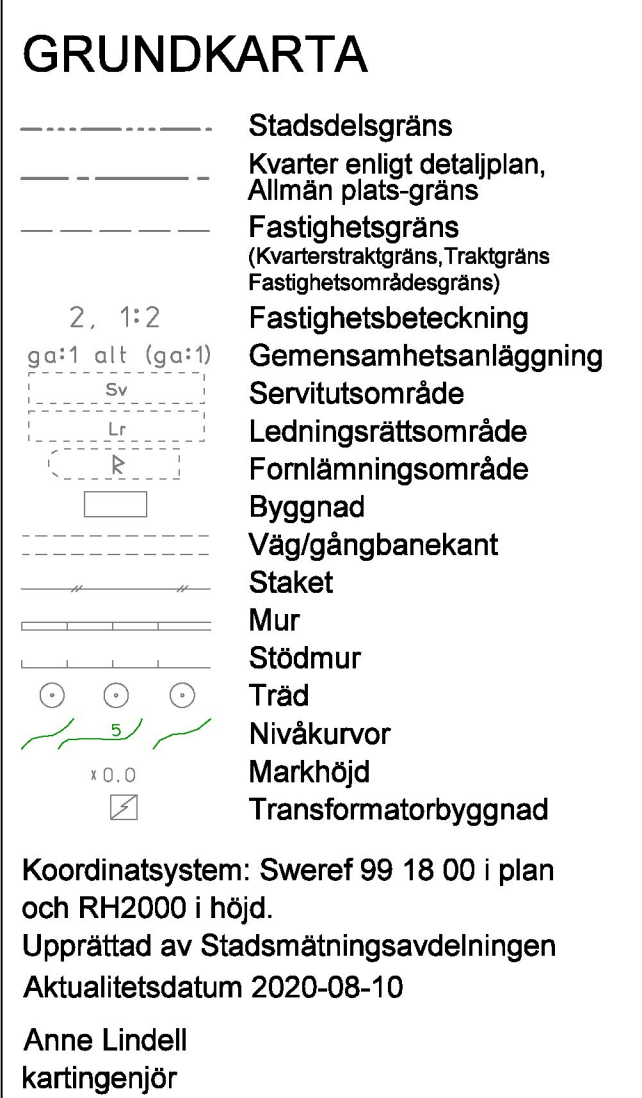 GRUNDKARTA
Stadsdelsgräns
Kvarter enligt detaljplan,
Allmän plats-gräns
Fastighetsgräns
(Kvarterstraktgräns,Traktgräns
Fastighetsområdesgräns)
2, 1:2 Fastighetsbeteckning
ga:1 alt (ga:1) Gemensamhetsanläggning
Sv Servitutsområde
Lr Ledningsrättsområde
R Fornlämningsområde
Byggnad
Väg/gångbanekant
Staket
Mur
Stödmur
Träd
5 Nivåkurvor
x0.0 Markhöjd
Transformatorbyggnad
Koordinatsystem: Sweref 99 18 00 i plan
och RH2000 i höjd.
Upprättad av Stadsmätningsavdelningen
Aktualitetsdatum 2020-08-10
Anne Lindell
kartingenjör